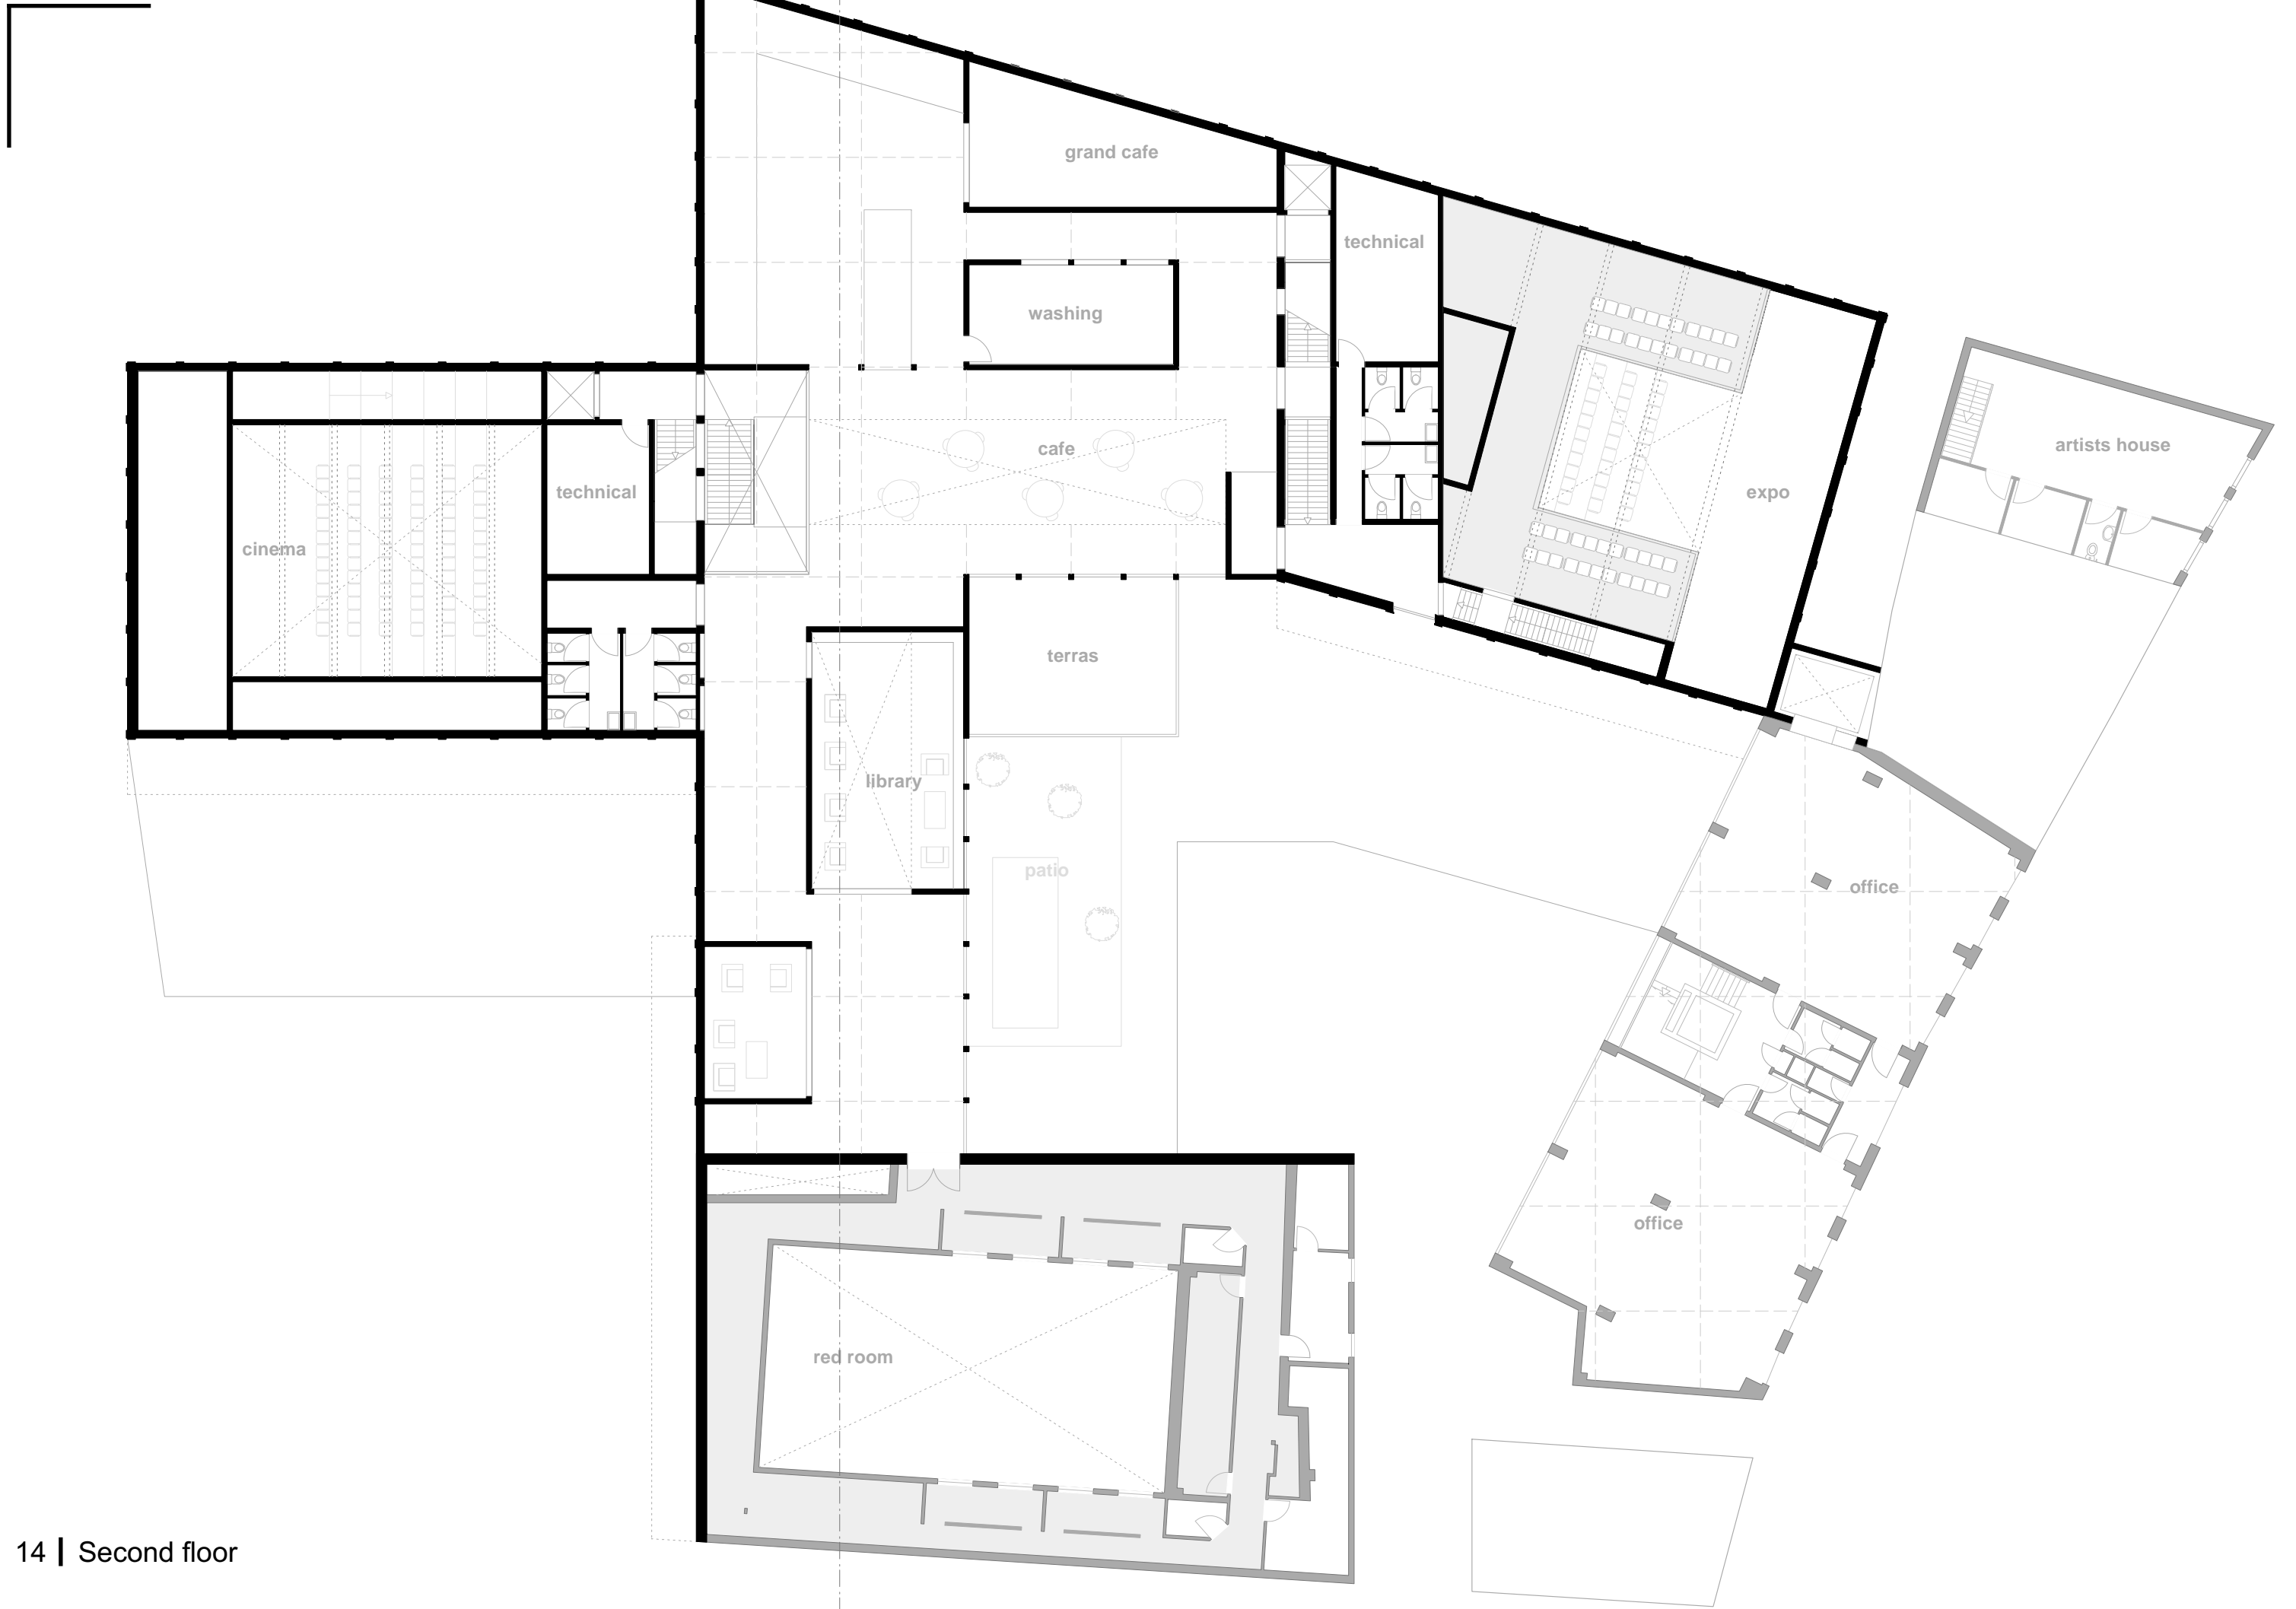 grand cafe
technical
washing
cafe
artists house
technical
expo
cinema
terras
library
patio
office
office
red room
14 | Second floor